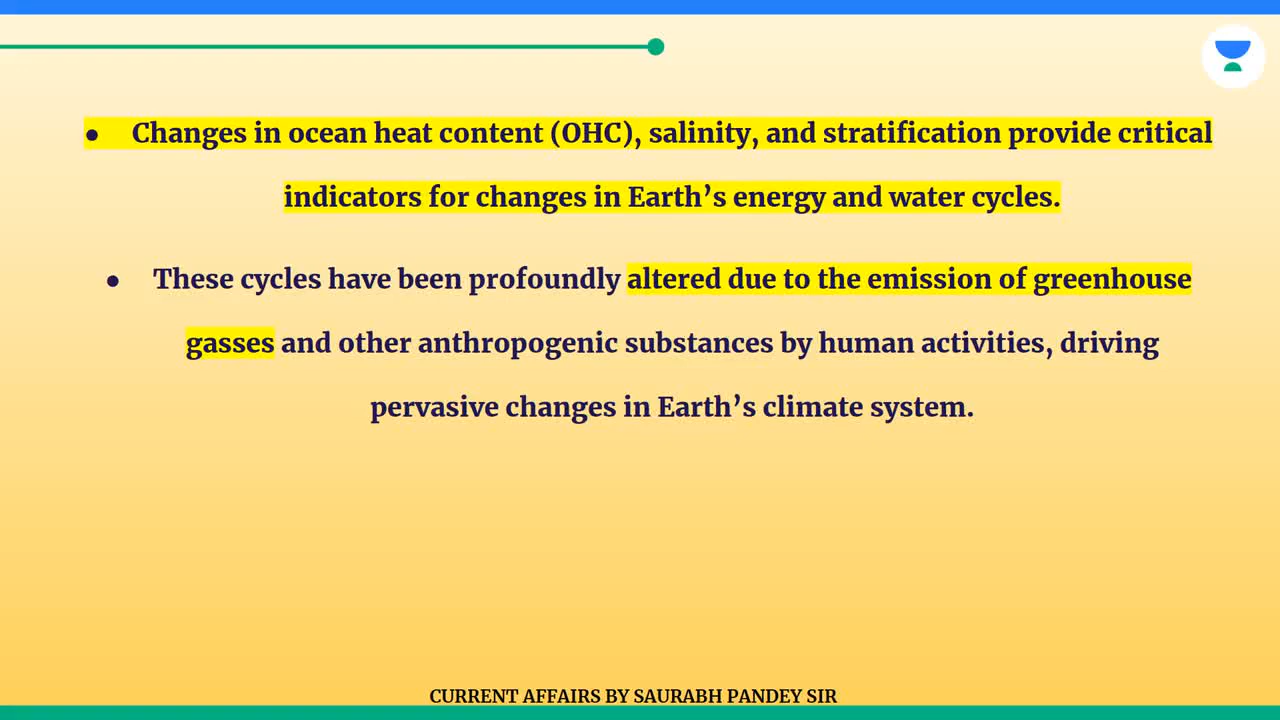 ● Changes in ocean heat content (OHC), salinity, and stratification provide critical
indicators for changes in Earth’s energy and water cycles.
● These cycles have been profoundly altered due to the emission of greenhouse
gasses and other anthropogenic substances by human activities, driving
pervasive changes in Earth’s climate system.
CURRENT AFFAIRS BY SAURABH PANDEY SIR